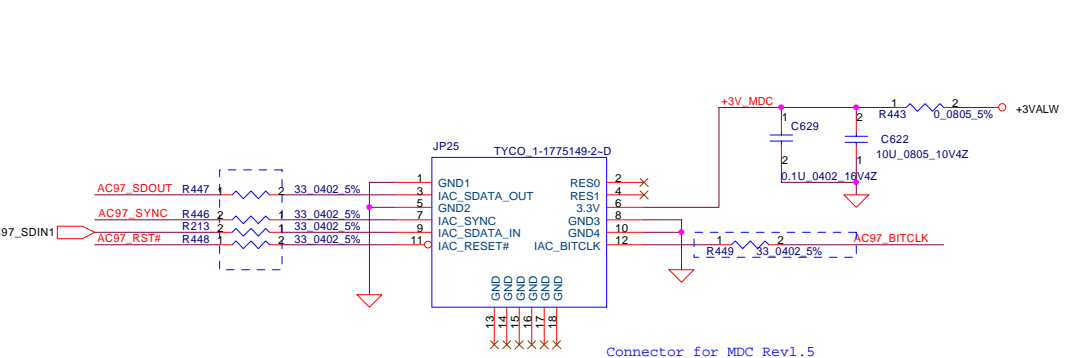 +3V_MDC
1 2
R443 0_0805_5% +3VALW
1 C629
2 C622
10U_0805_10V4Z
2 1
0.1U_0402_16V4Z
JP25 TYCO_1-1775149-2~D
AC97_SDOUT R447 1 2 33_0402_5%
AC97_SYNC R446 2 1 33_0402_5%
97_SDIN1 R213 2 1 33_0402_5%
AC97_RST# R448 1 2 33_0402_5%
1 GND1 RES0 2
3 IAC_SDATA_OUT RES1 4
5 GND2 3.3V 6
7 IAC_SYNC GND3 8
9 IAC_SDATA_IN GND4 10
11 IAC_RESET# IAC_BITCLK 12
R449 1 2 33_0402_5% AC97_BITCLK
GND GND GND GND GND GND
13 14 15 16 17 18
Connector for MDC Rev1.5